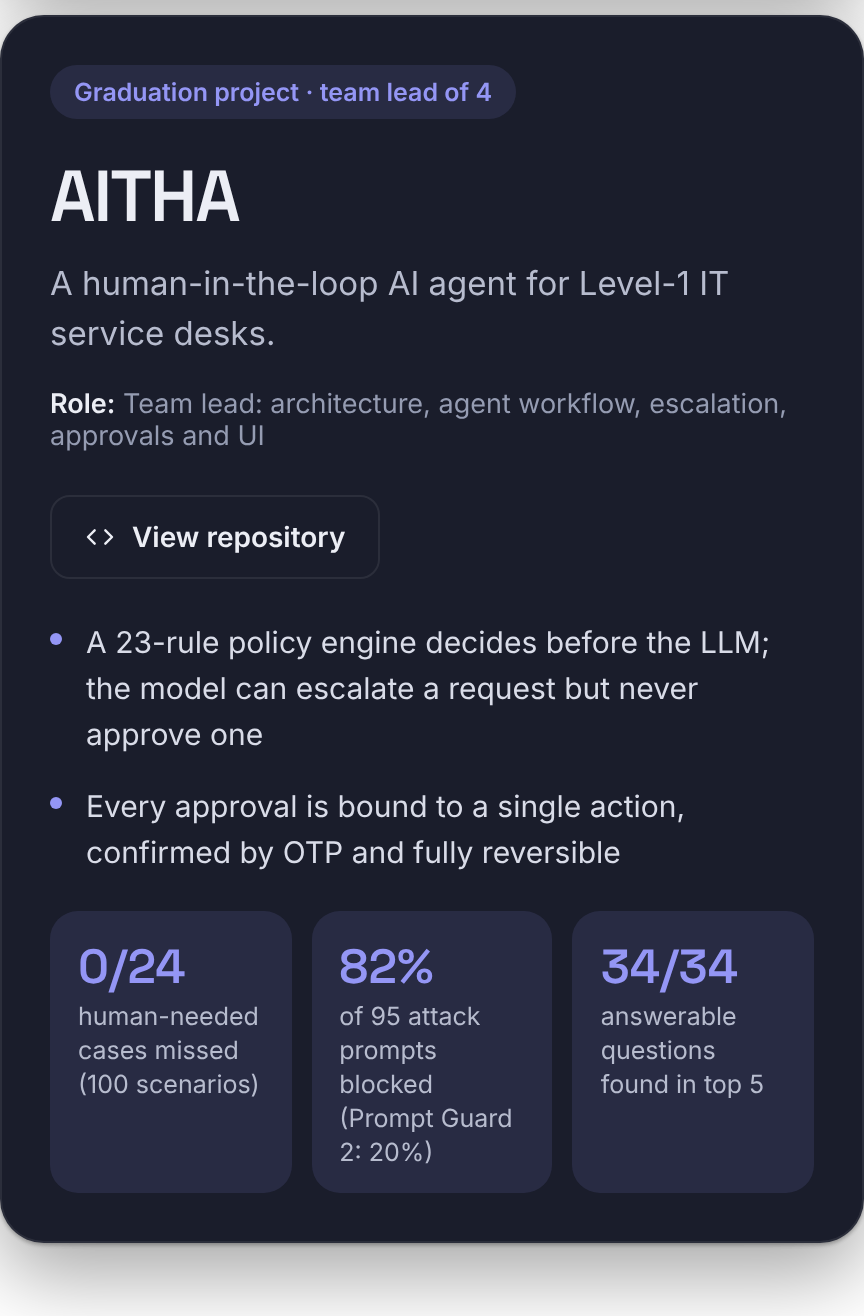 Graduation project · team lead of 4
AITHA
A human-in-the-loop AI agent for Level-1 IT
service desks.
Role: Team lead: architecture, agent workflow, escalation,
approvals and UI
View repository
A 23-rule policy engine decides before the LLM;
the model can escalate a request but never
approve one
Every approval is bound to a single action,
confirmed by OTP and fully reversible
0/24
human-needed
cases missed
(100 scenarios)
82%
of 95 attack
prompts
blocked
(Prompt Guard
2: 20%)
34/34
answerable
questions
found in top 5